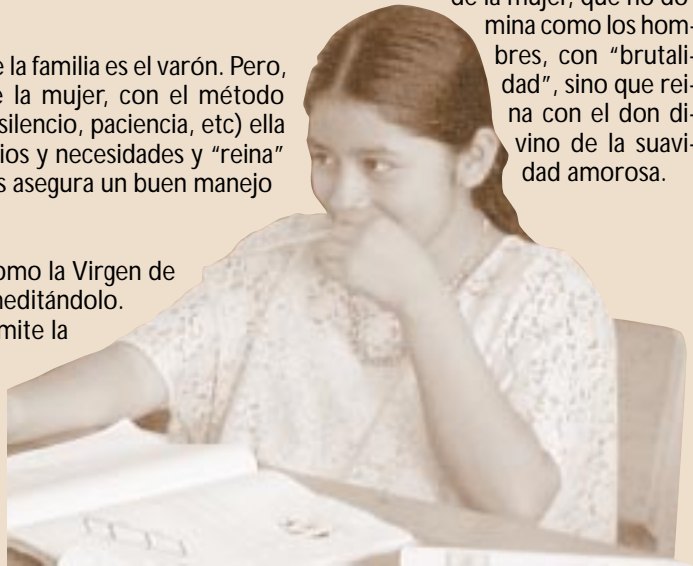 e la familia es el varón. Pero,
e la mujer, con el método
silencio, paciencia, etc) ella
ios y necesidades y “reina”
s asegura un buen manejo
omo la Virgen de
neditándolo.
mite la
de la mujer, que no do-
mina como los hom-
bres, con “brutali-
dad”, sino que rei-
na con el don di-
vino de la suavi-
dad amorosa.